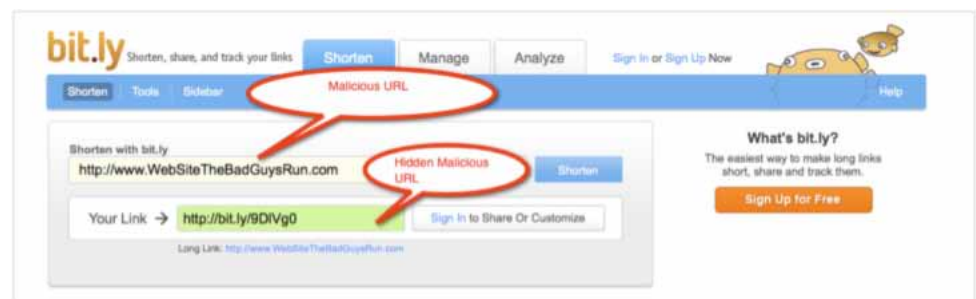 bit.ly Shorten, share, and track your links Shorten Manage Analyze Sign In or Sign Up Now
Shorten Tools Sidebar Malicious URL Help
Shorten with bit.ly
http://www.WebSiteTheBadGuysRun.com
Hidden Malicious
URL
Shorten
Your Link → http://bit.ly/9DlVg0 Sign In to Share Or Customize
Long Link: http://www.WebSiteTheBadGuysRun.com
What's bit.ly?
The easiest way to make long links
short, share and track them.
Sign Up for Free